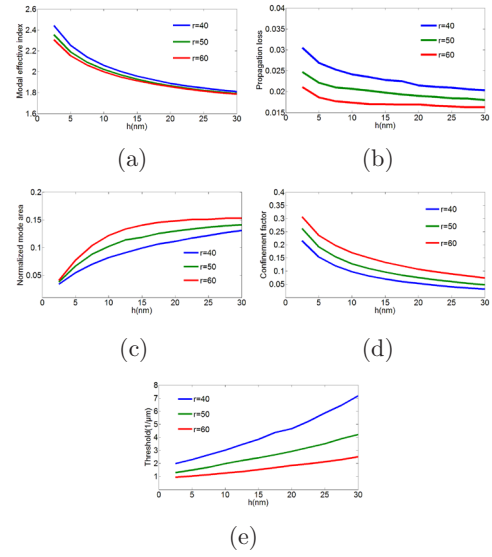 2.6
2.4
2.2
2
1.8
1.6
0 5 10 15 20 25 30
h(nm)
Modal effective index
r=40
r=50
r=60
(a)
0.04
0.035
0.03
0.025
0.02
0.015
0 5 10 15 20 25 30
h(nm)
Propagation loss
r=40
r=50
r=60
(b)
0.2
0.15
0.1
0.05
0 5 10 15 20 25 30
h(nm)
Normalized mode area
r=40
r=50
r=60
(c)
0.4
0.35
0.3
0.25
0.2
0.15
0.1
0.05
0 5 10 15 20 25 30
h(nm)
Confinement factor
r=40
r=50
r=60
(d)
8
7
6
5
4
3
2
1
0 5 10 15 20 25 30
h(nm)
Threshold(1/μm)
r=40
r=50
r=60
(e)